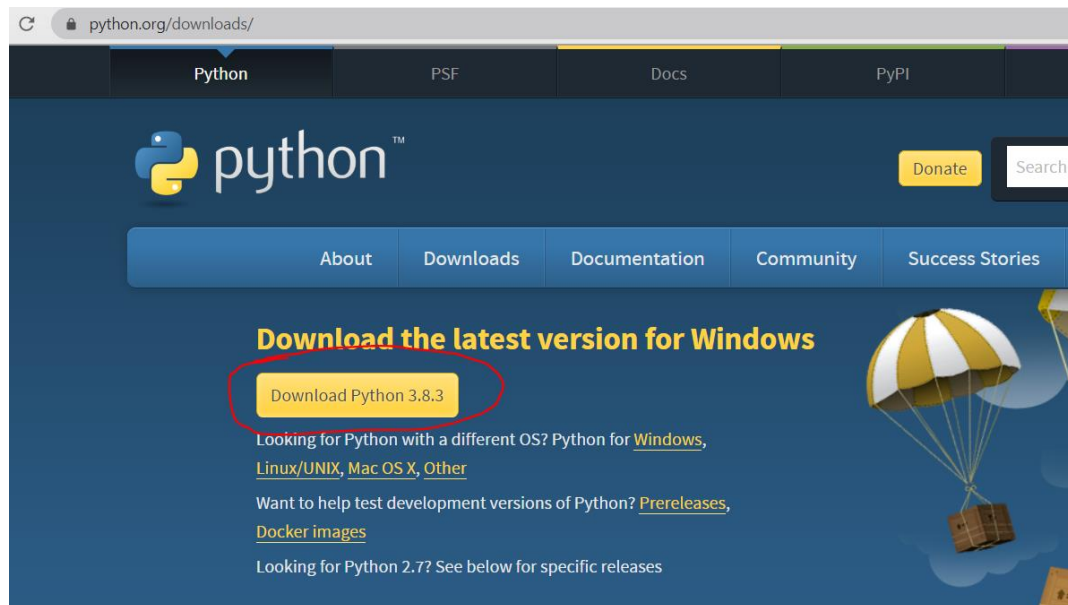 python.org/downloads/
Python PSF Docs PyPI
python™
Donate Search
About Downloads Documentation Community Success Stories
Download the latest version for Windows
Download Python 3.8.3
Looking for Python with a different OS? Python for Windows,
Linux/UNIX, Mac OS X, Other
Want to help test development versions of Python? Prereleases,
Docker images
Looking for Python 2.7? See below for specific releases